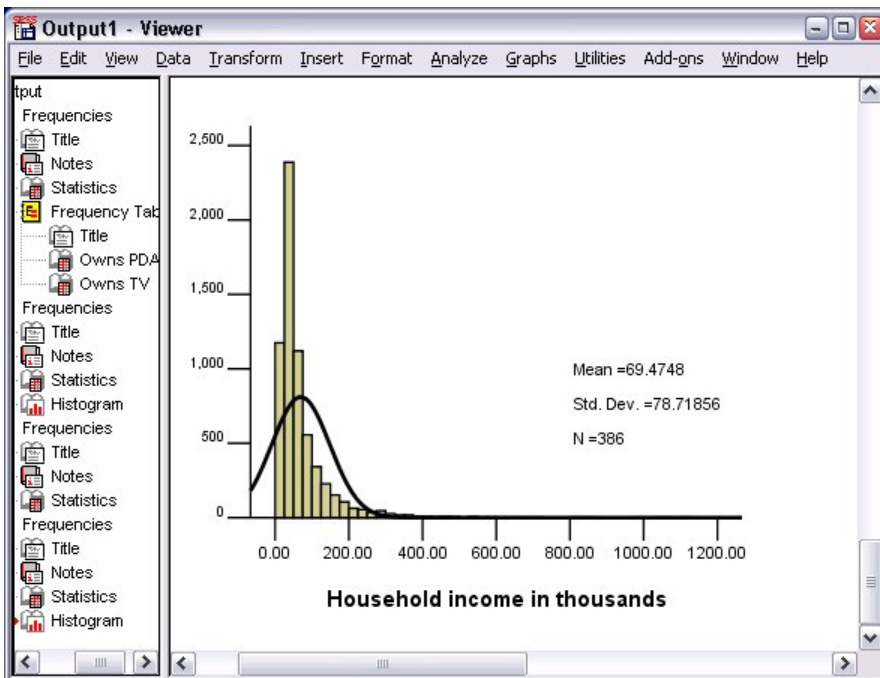 Output1 - Viewer
File Edit View Data Transform Insert Format Analyze Graphs Utilities Add-ons Window Help
tput
Frequencies
Title
Notes
Statistics
Frequency Tab
Title
Owns PDA
Owns TV
Frequencies
Title
Notes
Statistics
Histogram
Frequencies
Title
Notes
Statistics
Frequencies
Title
Notes
Statistics
Histogram
2,500
2,000
1,500
1,000
500
0
Mean =69.4748
Std. Dev. =78.71856
N =386
0.00 200.00 400.00 600.00 800.00 1000.00 1200.00
Household income in thousands